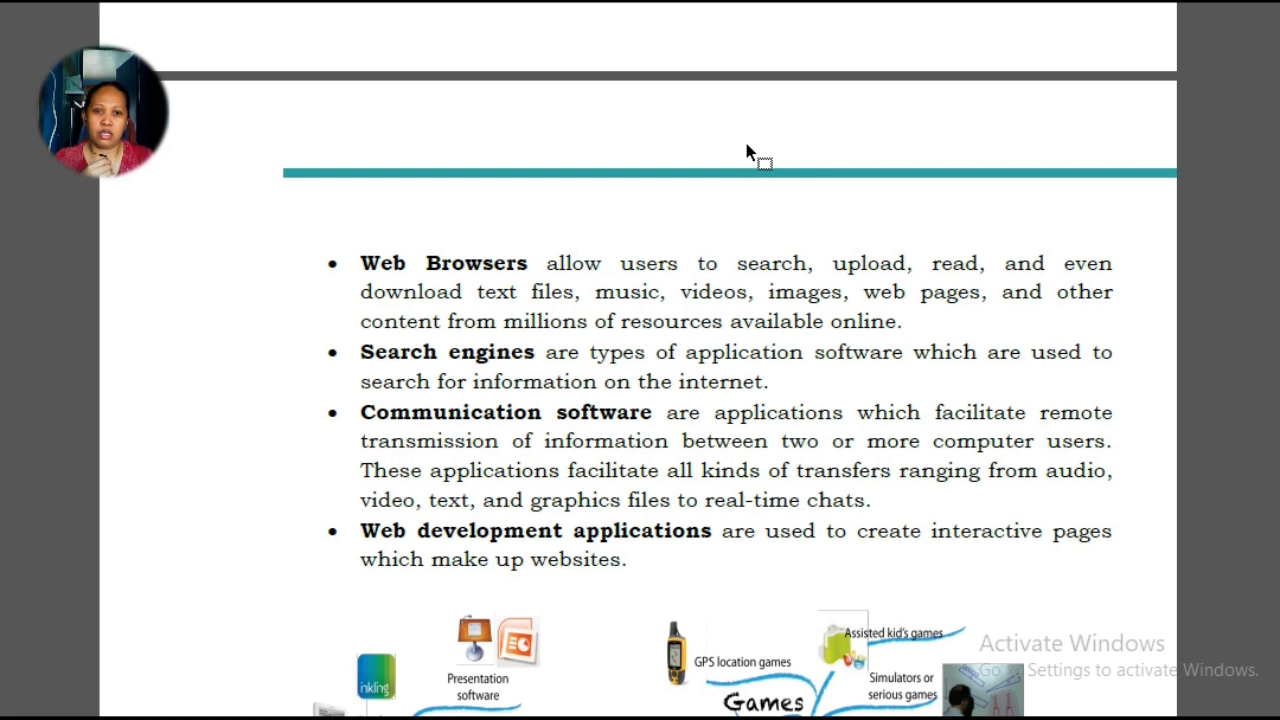 • Web Browsers allow users to search, upload, read, and even
download text files, music, videos, images, web pages, and other
content from millions of resources available online.
• Search engines are types of application software which are used to
search for information on the internet.
• Communication software are applications which facilitate remote
transmission of information between two or more computer users.
These applications facilitate all kinds of transfers ranging from audio,
video, text, and graphics files to real-time chats.
• Web development applications are used to create interactive pages
which make up websites.
Assisted kid's games
GPS location games
Presentation
software
inkling
Simulators or
serious games
Games
Activate Windows
Go to Settings to activate Windows.